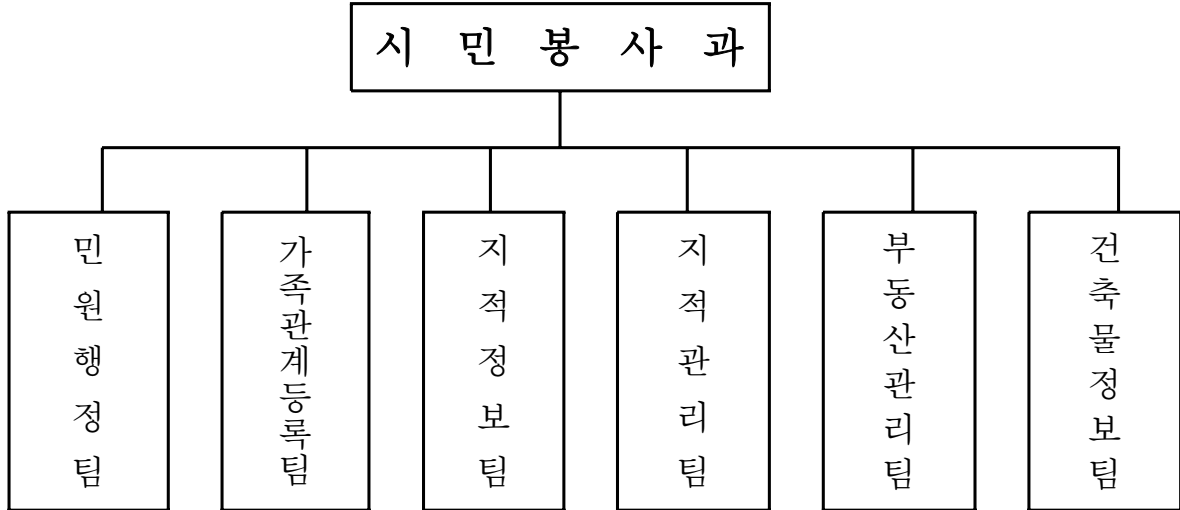 시 민 봉 사 과
민원행정팀
가족관계등록팀
지적정보팀
지적관리팀
부동산관리팀
건축물정보팀